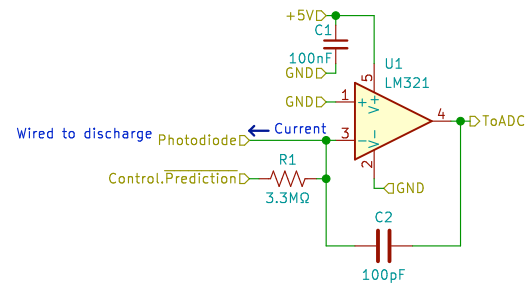 +5V
C1
100nF
GND
U1
LM321
5
V+
GND
1
+
4
ToADC
Wired to discharge
Current
Photodiode
3
-
V-
2
GND
R1
Control.Prediction
3.3MΩ
C2
100pF